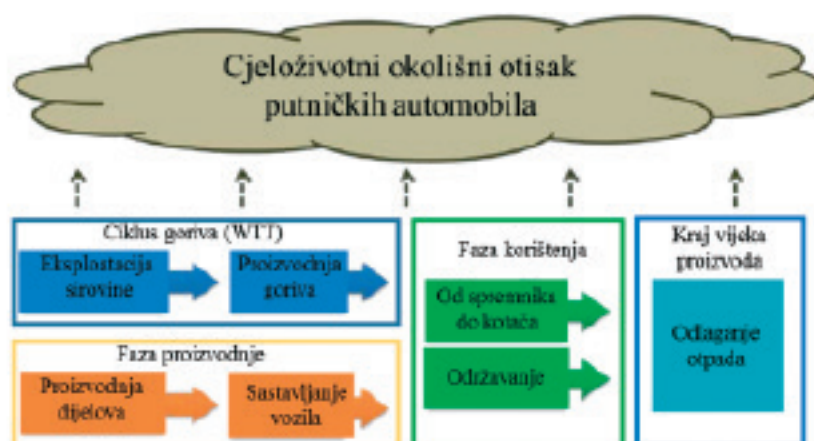 Cjeloživotni okolišni otisak
putničkih automobila
Ciklus goriva (WTT)
Eksploatacija
sirovine
Proizvodnja
goriva
Faza proizvodnje
Proizvodnja
dijelova
Sastavljanje
vozila
Faza korištenja
Od spremnika
do kotača
Održavanje
Kraj vijeka
proizvoda
Odlaganje
otpada